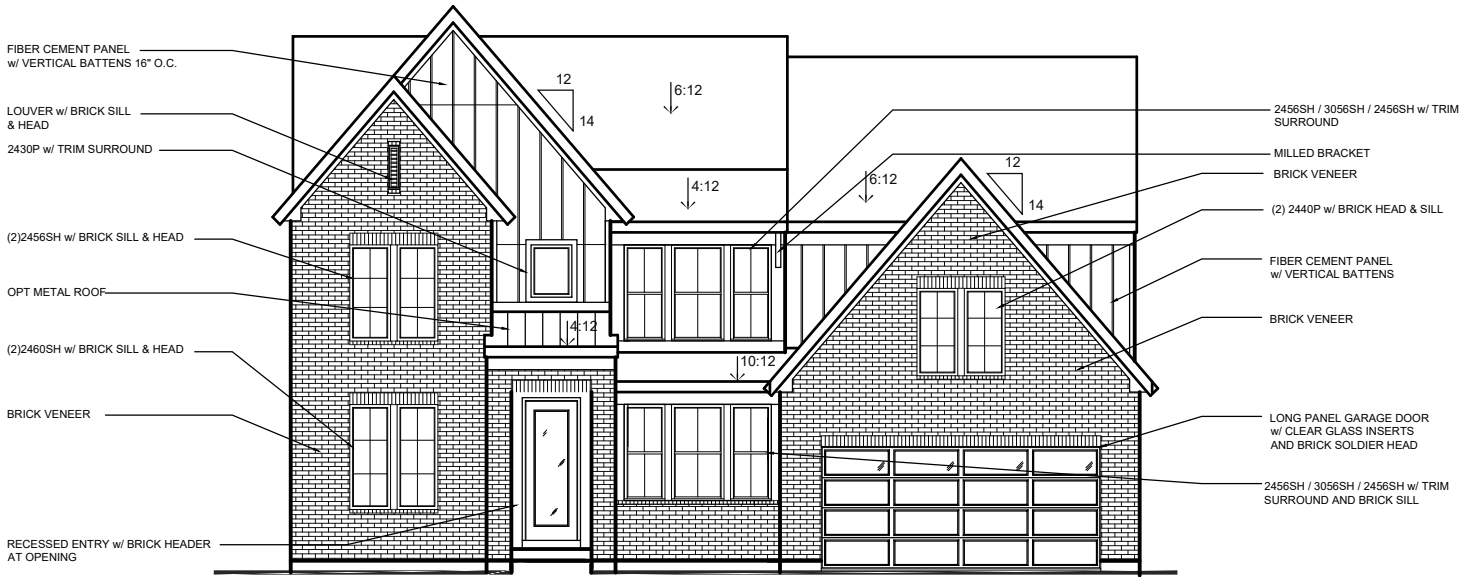 FIBER CEMENT PANEL
w/ VERTICAL BATTENS 16" O.C.
LOUVER w/ BRICK SILL
& HEAD
2430P w/ TRIM SURROUND
(2)2456SH w/ BRICK SILL & HEAD
OPT METAL ROOF
(2)2460SH w/ BRICK SILL & HEAD
BRICK VENEER
RECESSED ENTRY w/ BRICK HEADER
AT OPENING
12
14
6:12
4:12
6:12
12
14
4:12
10:12
2456SH / 3056SH / 2456SH w/ TRIM
SURROUND
MILLED BRACKET
BRICK VENEER
(2) 2440P w/ BRICK HEAD & SILL
FIBER CEMENT PANEL
w/ VERTICAL BATTENS
BRICK VENEER
LONG PANEL GARAGE DOOR
w/ CLEAR GLASS INSERTS
AND BRICK SOLDIER HEAD
2456SH / 3056SH / 2456SH w/ TRIM
SURROUND AND BRICK SILL